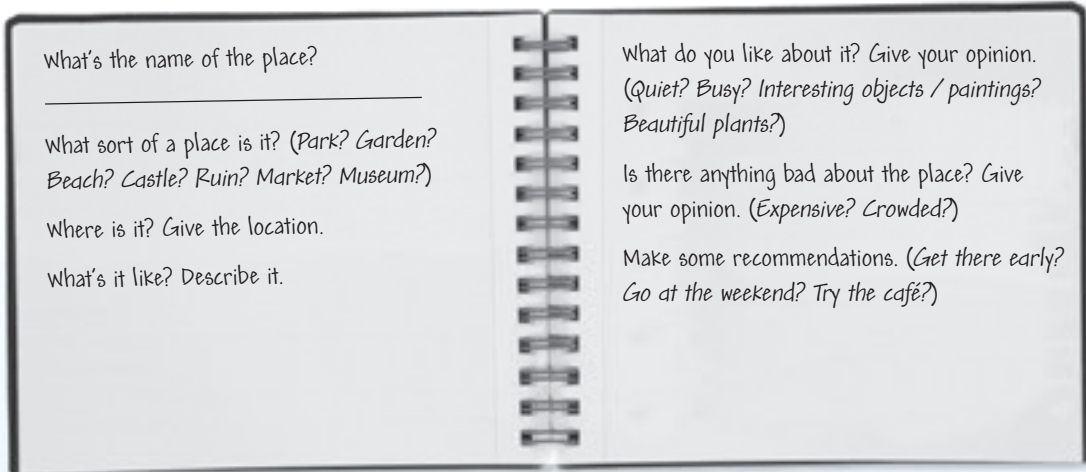 What's the name of the place?
What sort of a place is it? (Park? Garden?
Beach? Castle? Ruin? Market? Museum?)
Where is it? Give the location.
What's it like? Describe it.
What do you like about it? Give your opinion.
(Quiet? Busy? Interesting objects / paintings?
Beautiful plants?)
Is there anything bad about the place? Give
your opinion. (Expensive? Crowded?)
Make some recommendations. (Get there early?
Go at the weekend? Try the café?)